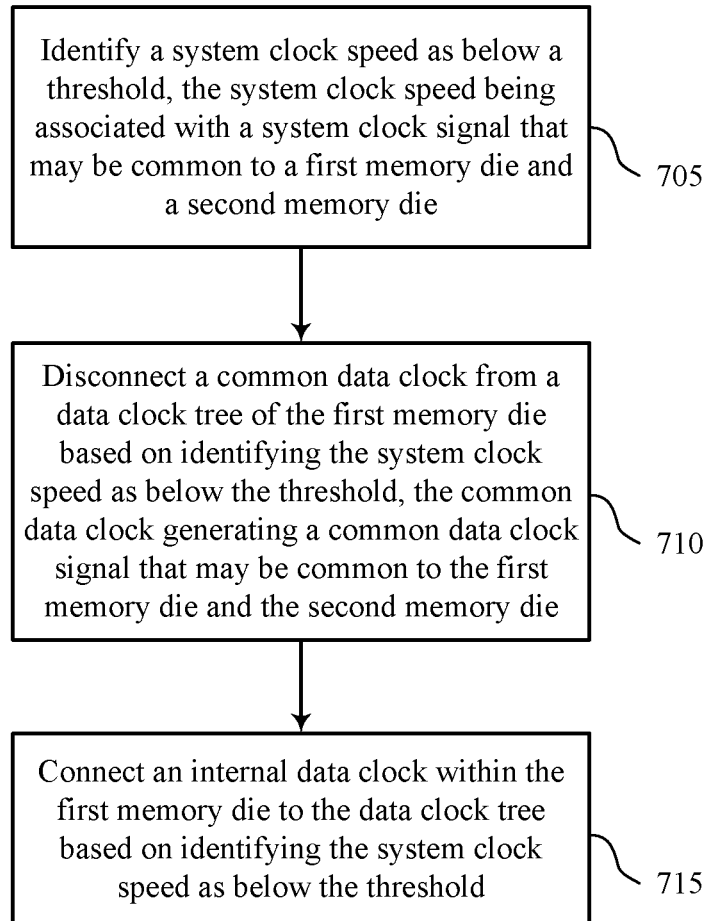 Identify a system clock speed as below a
threshold, the system clock speed being
associated with a system clock signal that
may be common to a first memory die and
a second memory die
705
Disconnect a common data clock from a
data clock tree of the first memory die
based on identifying the system clock
speed as below the threshold, the common
data clock generating a common data clock
signal that may be common to the first
memory die and the second memory die
710
Connect an internal data clock within the
first memory die to the data clock tree
based on identifying the system clock
speed as below the threshold
715